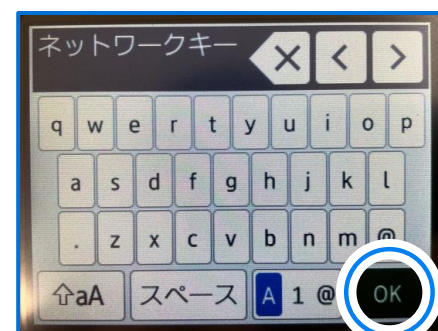 ネットワークキー × < >
q w e r t y u i o p
a s d f g h j k l
. z x c v b n m @
⇧aA スペース A 1 @ OK